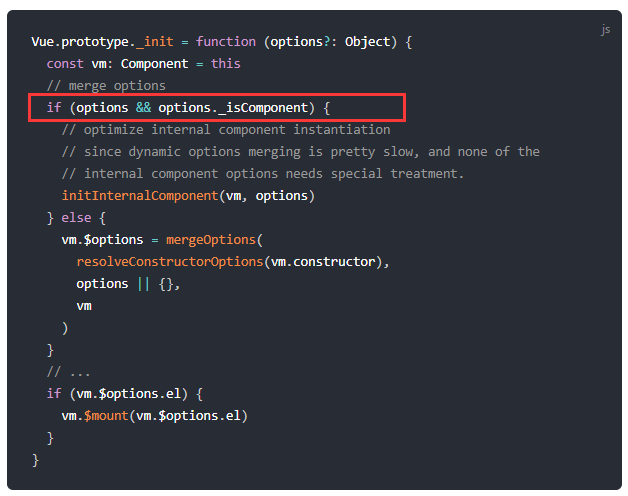 js
Vue.prototype._init = function (options?: Object) {
  const vm: Component = this
  // merge options
  if (options && options._isComponent) {
    // optimize internal component instantiation
    // since dynamic options merging is pretty slow, and none of the
    // internal component options needs special treatment.
    initInternalComponent(vm, options)
  } else {
    vm.$options = mergeOptions(
      resolveConstructorOptions(vm.constructor),
      options || {},
      vm
    )
  }
  // ...
  if (vm.$options.el) {
    vm.$mount(vm.$options.el)
  }
}